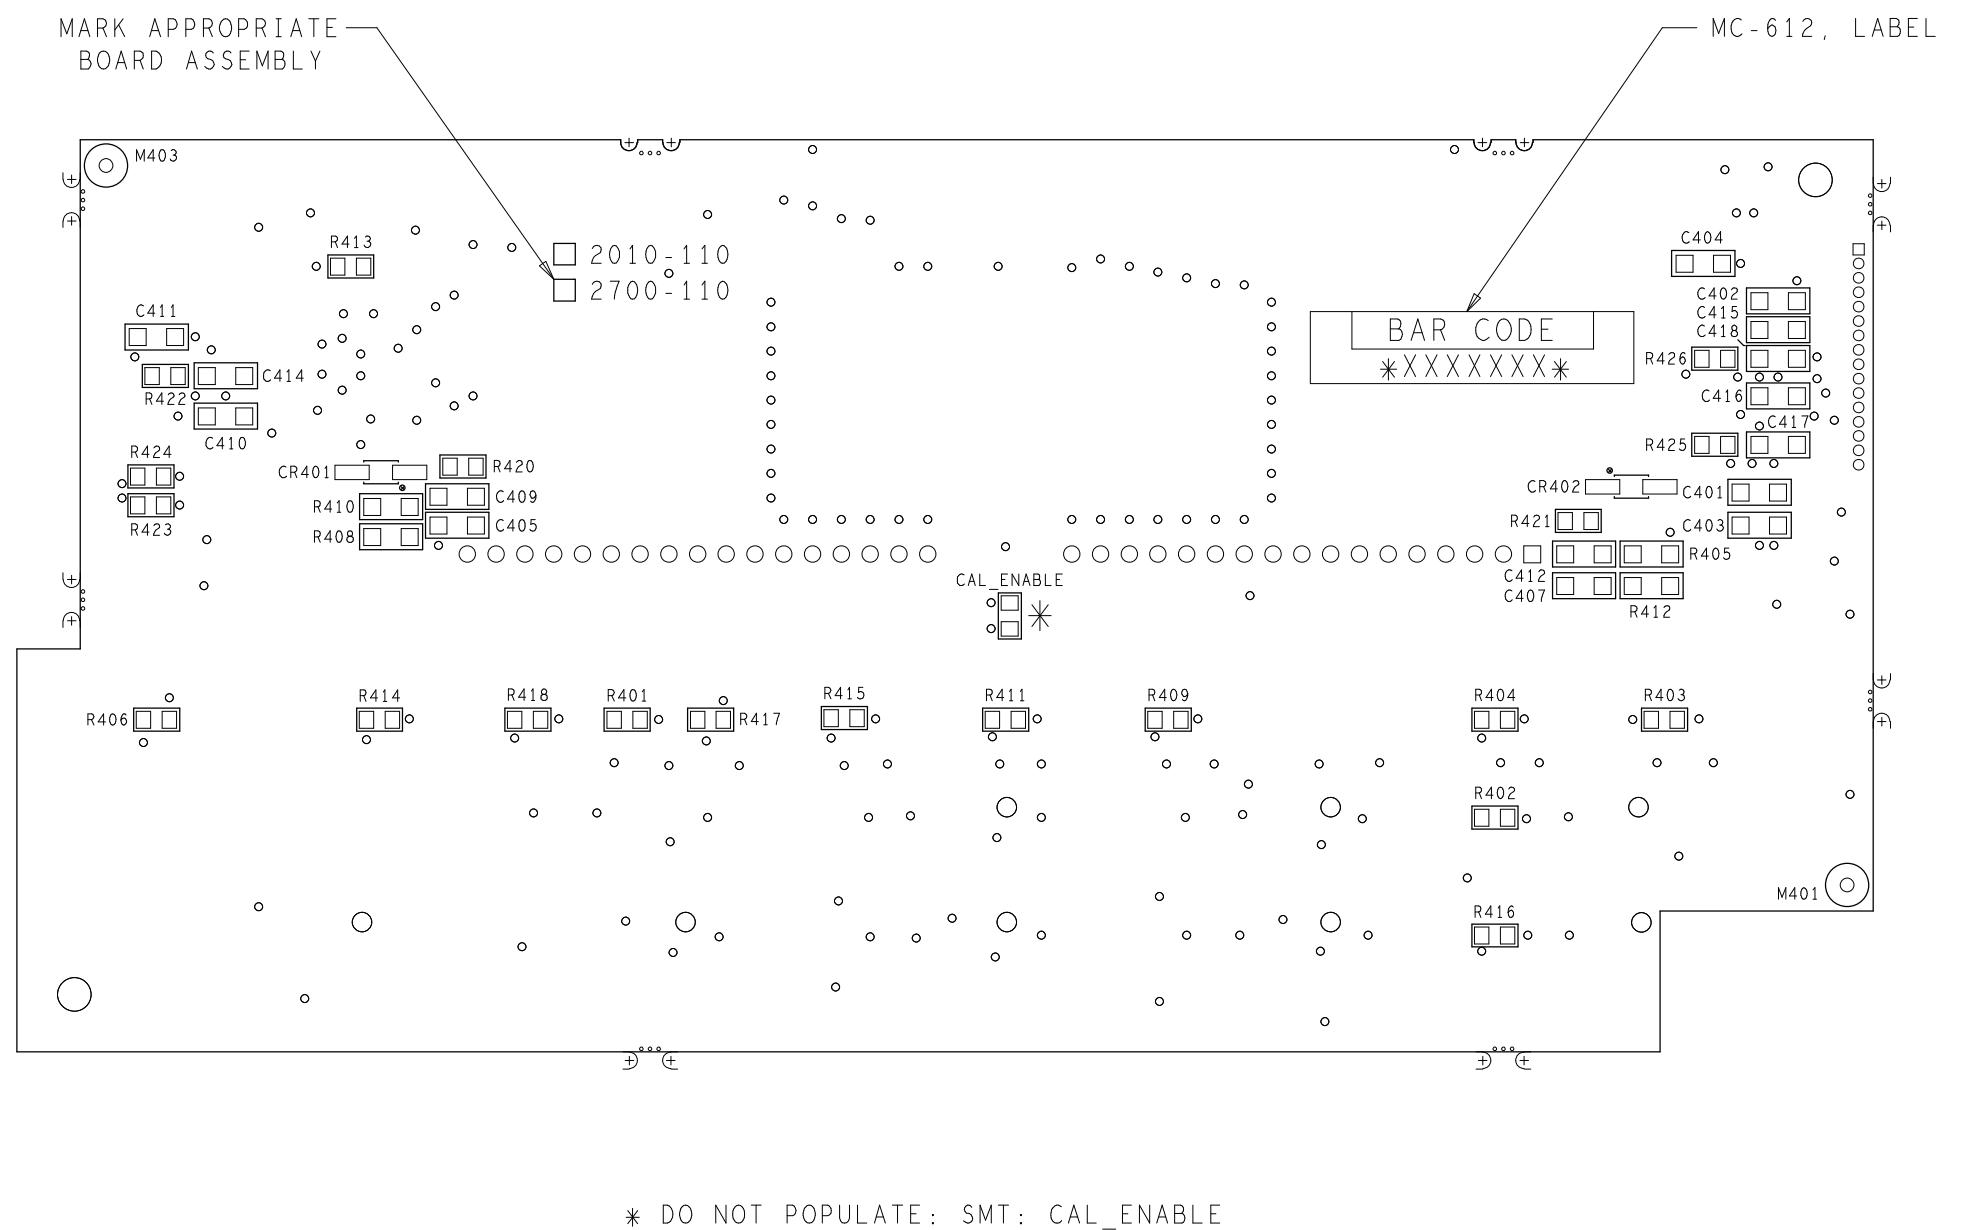 MARK APPROPRIATE
BOARD ASSEMBLY
MC-612, LABEL
M403
R413
2010-110
2700-110
C404
C402
C415
C418
BAR CODE
*XXXXXXX*
C411
R426
C414
R422
C416
C410
C417
R424
R425
CR401
R420
CR402
C401
R410
C409
R423
R421
C403
R408
C405
R405
CAL_ENABLE
*
C412
C407
R412
R406
R414
R418
R401
R417
R415
R411
R409
R404
R403
R402
M401
R416
* DO NOT POPULATE: SMT: CAL_ENABLE